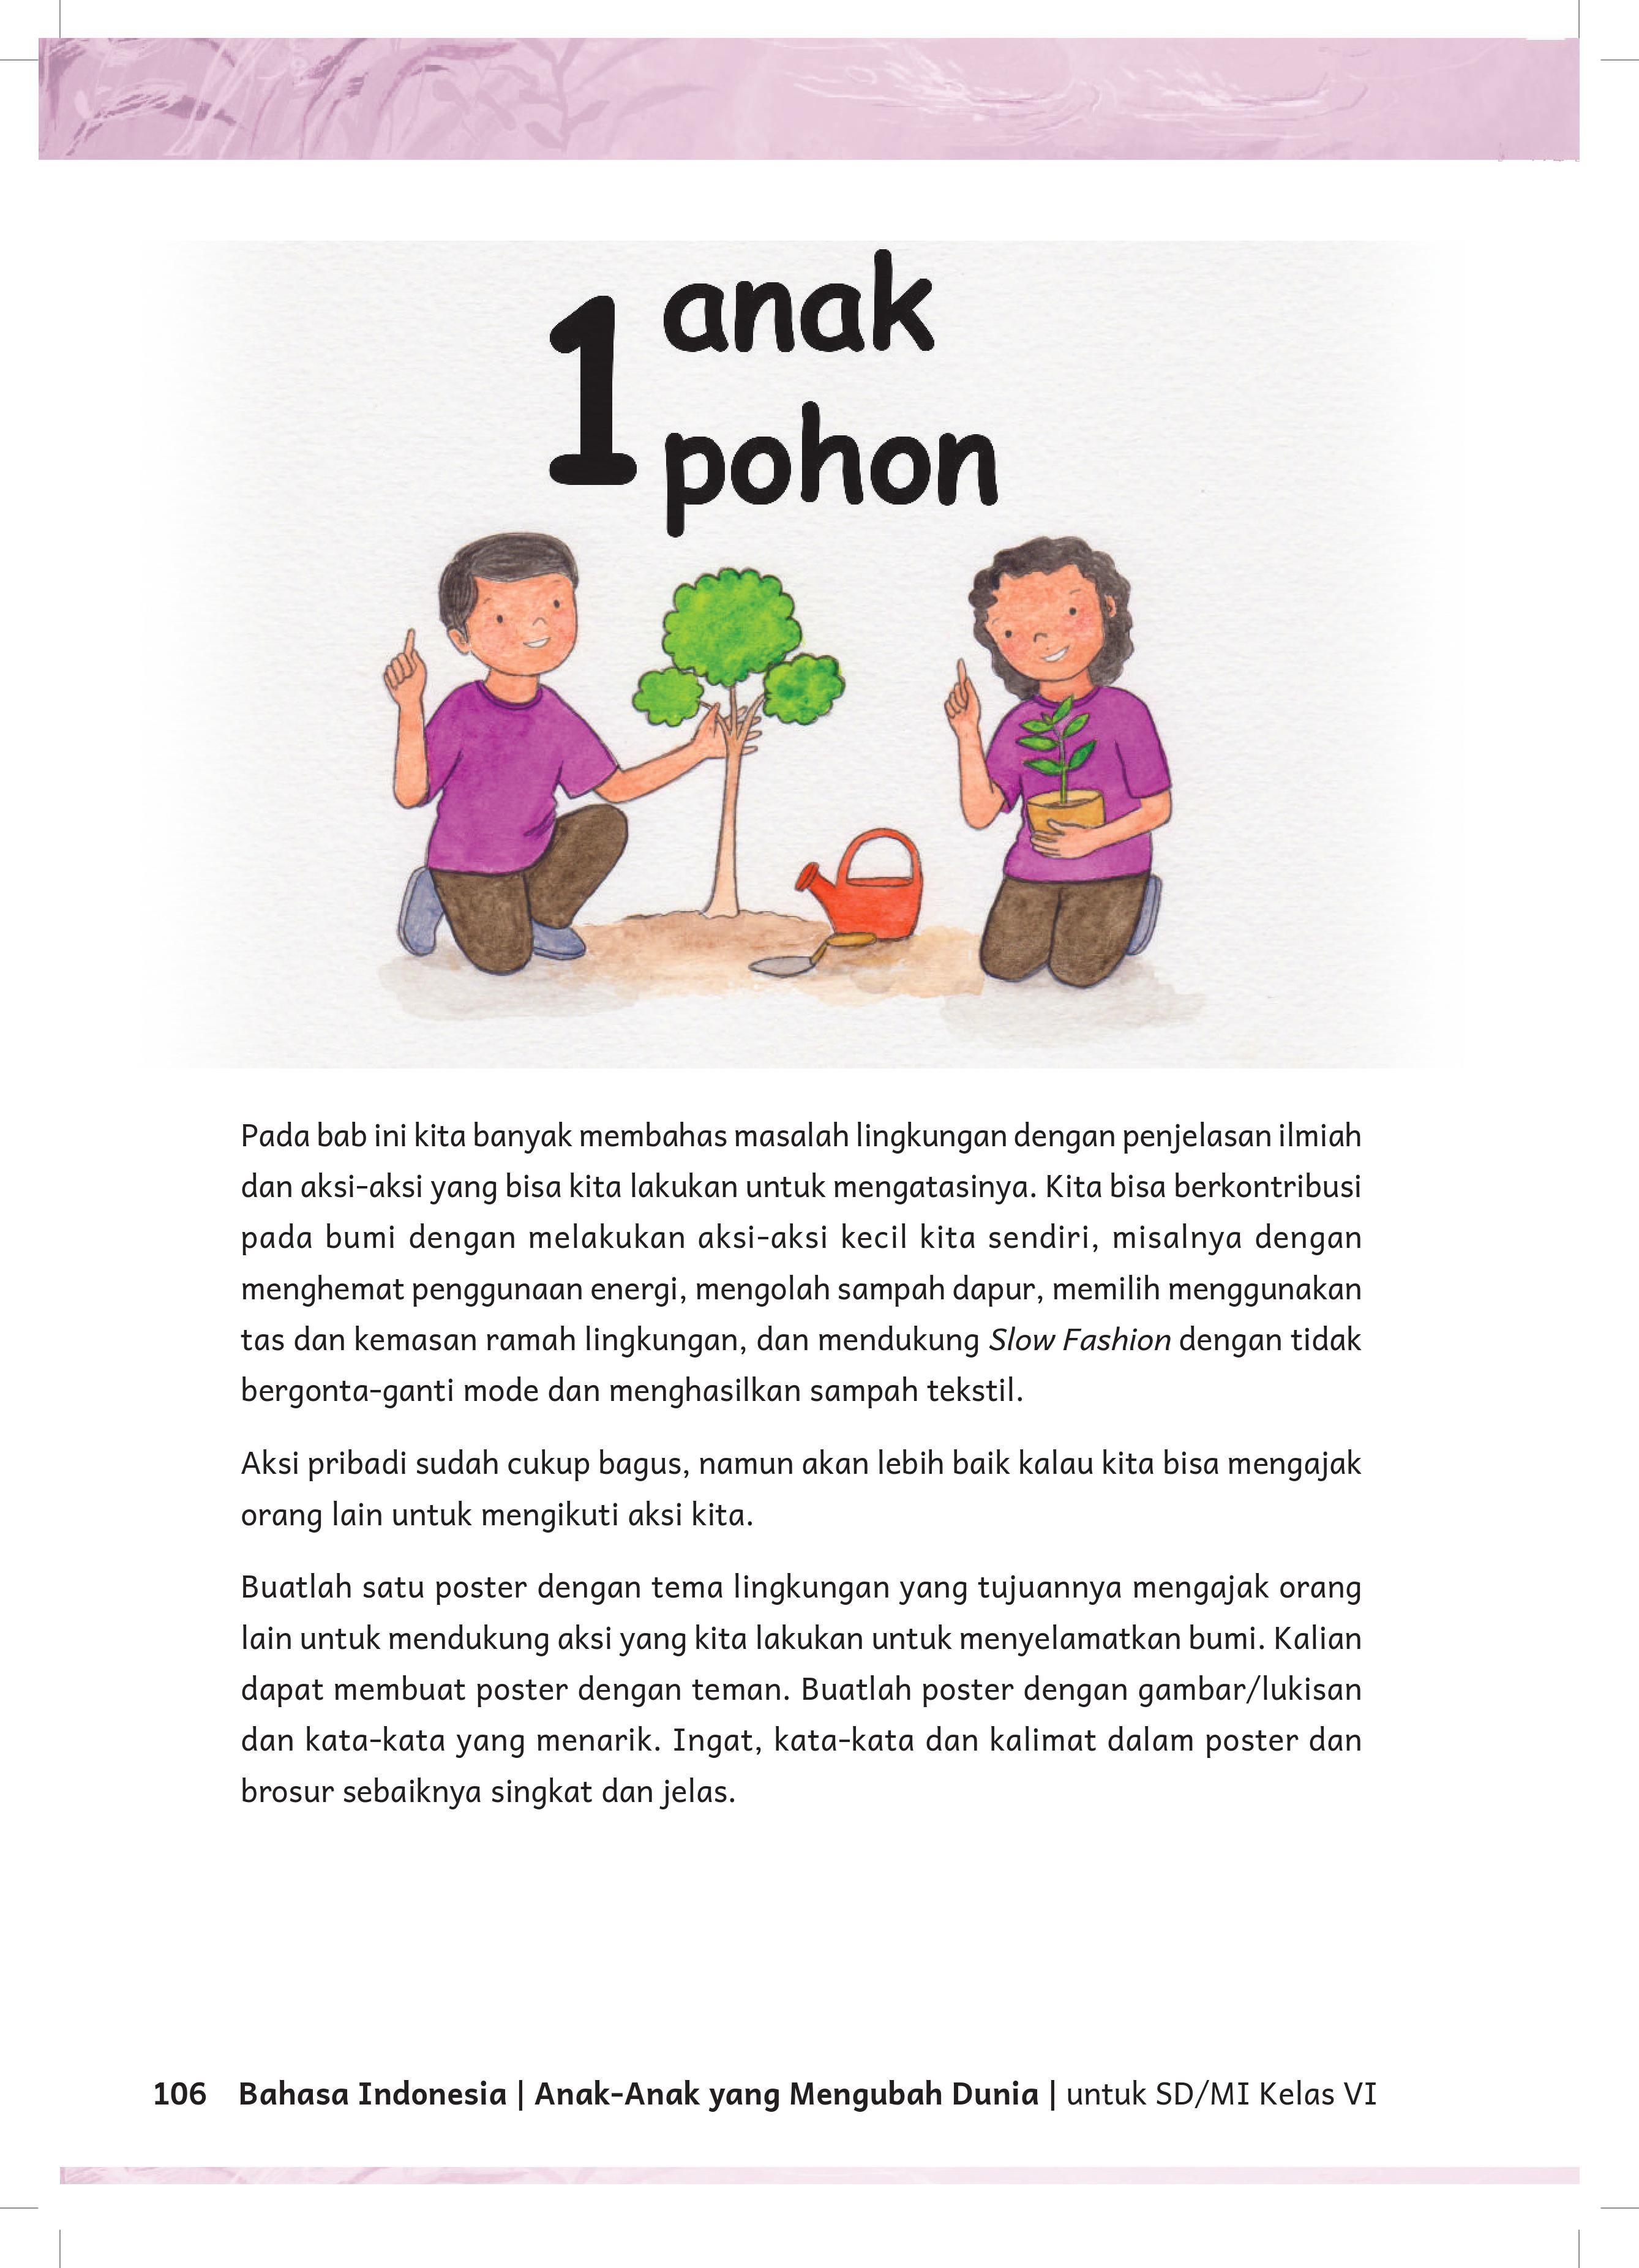 1 anak
pohon
Pada bab ini kita banyak membahas masalah lingkungan dengan penjelasan ilmiah
dan aksi-aksi yang bisa kita lakukan untuk mengatasinya. Kita bisa berkontribusi
pada bumi dengan melakukan aksi-aksi kecil kita sendiri, misalnya dengan
menghemat penggunaan energi, mengolah sampah dapur, memilih menggunakan
tas dan kemasan ramah lingkungan, dan mendukung Slow Fashion dengan tidak
bergonta-ganti mode dan menghasilkan sampah tekstil.
Aksi pribadi sudah cukup bagus, namun akan lebih baik kalau kita bisa mengajak
orang lain untuk mengikuti aksi kita.
Buatlah satu poster dengan tema lingkungan yang tujuannya mengajak orang
lain untuk mendukung aksi yang kita lakukan untuk menyelamatkan bumi. Kalian
dapat membuat poster dengan teman. Buatlah poster dengan gambar/lukisan
dan kata-kata yang menarik. Ingat, kata-kata dan kalimat dalam poster dan
brosur sebaiknya singkat dan jelas.
106 Bahasa Indonesia | Anak-Anak yang Mengubah Dunia | untuk SD/MI Kelas VI